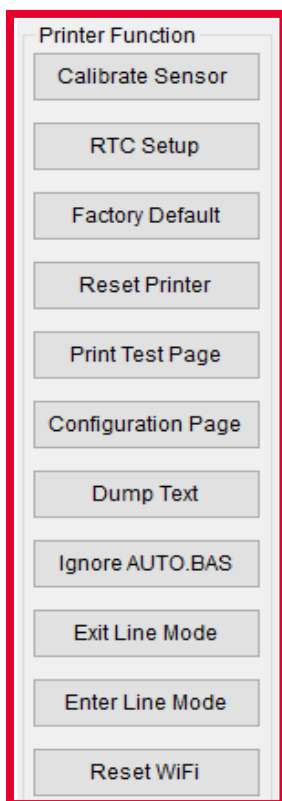 Printer Function
Calibrate Sensor
RTC Setup
Factory Default
Reset Printer
Print Test Page
Configuration Page
Dump Text
Ignore AUTO.BAS
Exit Line Mode
Enter Line Mode
Reset WiFi